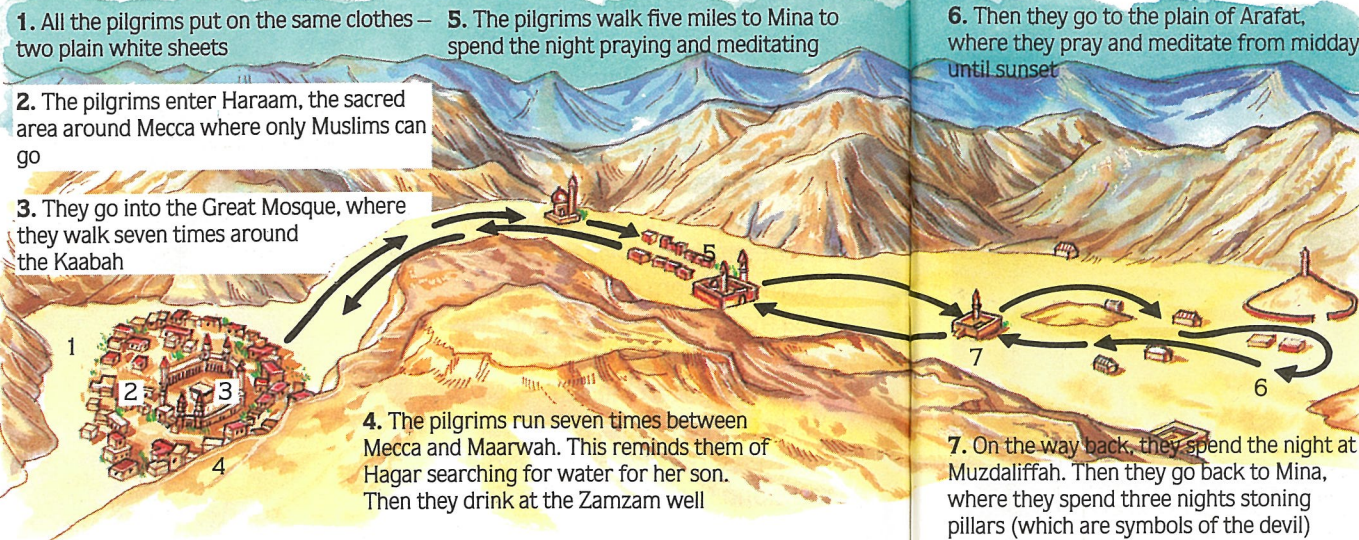 1. All the pilgrims put on the same clothes –
two plain white sheets
2. The pilgrims enter Haraam, the sacred
area around Mecca where only Muslims can
go
3. They go into the Great Mosque, where
they walk seven times around
the Kaabah
4. The pilgrims run seven times between
Mecca and Maarwah. This reminds them of
Hagar searching for water for her son.
Then they drink at the Zamzam well
5. The pilgrims walk five miles to Mina to
spend the night praying and meditating
6. Then they go to the plain of Arafat,
where they pray and meditate from midday
until sunset
7. On the way back, they spend the night at
Muzdaliffah. Then they go back to Mina,
where they spend three nights stoning
pillars (which are symbols of the devil)
1
2
3
4
5
6
7